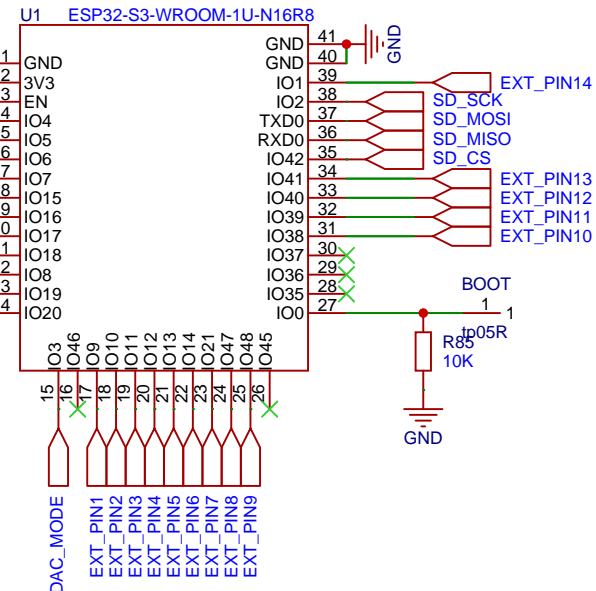 U1 ESP32-S3-WROOM-1U-N16R8
GND 41 GND
1 GND GND 40
2 3V3 IO1 39 EXT_PIN14
3 EN IO2 38 SD_SCK
4 IO4 TXD0 37 SD_MOSI
5 IO5 RXD0 36 SD_MISO
6 IO6 IO42 35 SD_CS
7 IO7 IO41 34 EXT_PIN13
8 IO15 IO40 33 EXT_PIN12
9 IO16 IO39 32 EXT_PIN11
0 IO17 IO38 31 EXT_PIN10
1 IO18 IO37 30
2 IO8 IO36 29
3 IO19 IO35 28
4 IO20 IO0 27
BOOT
1 1
tp05R
R85
10K
GND
IO3 IO46 IO9 IO10 IO11 IO12 IO13 IO14 IO21 IO47 IO48 IO45
15 16 17 18 19 20 21 22 23 24 25 26
DAC_MODE
EXT_PIN1
EXT_PIN2
EXT_PIN3
EXT_PIN4
EXT_PIN5
EXT_PIN6
EXT_PIN7
EXT_PIN8
EXT_PIN9